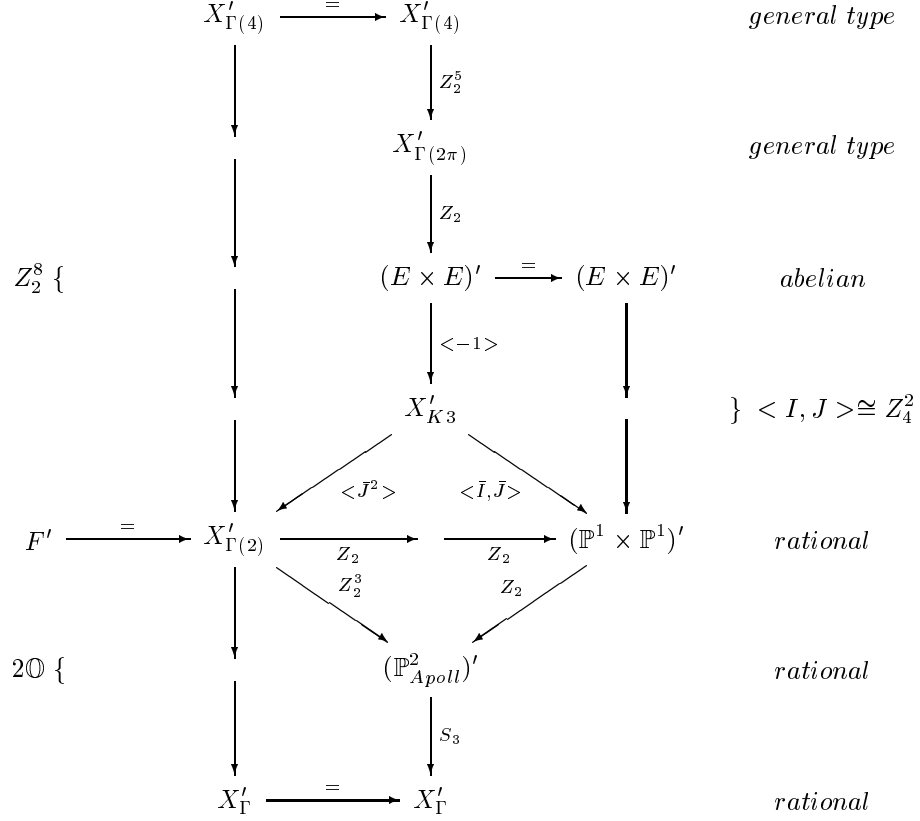 X′_{Γ(4)} = X′_{Γ(4)} general type
Z_2^5
X′_{Γ(2π)} general type
Z_2
Z_2^8 { (E × E)′ = (E × E)′ abelian
<−1>
X′_{K3} } < I, J >≅ Z_4^2
<J̄^2> <Ī,J̄>
F′ = X′_{Γ(2)} Z_2 Z_2 (ℙ^1 × ℙ^1)′ rational
Z_2^3 Z_2
2𝕆 { (ℙ^2_{Apoll})′ rational
S_3
X′_Γ = X′_Γ rational